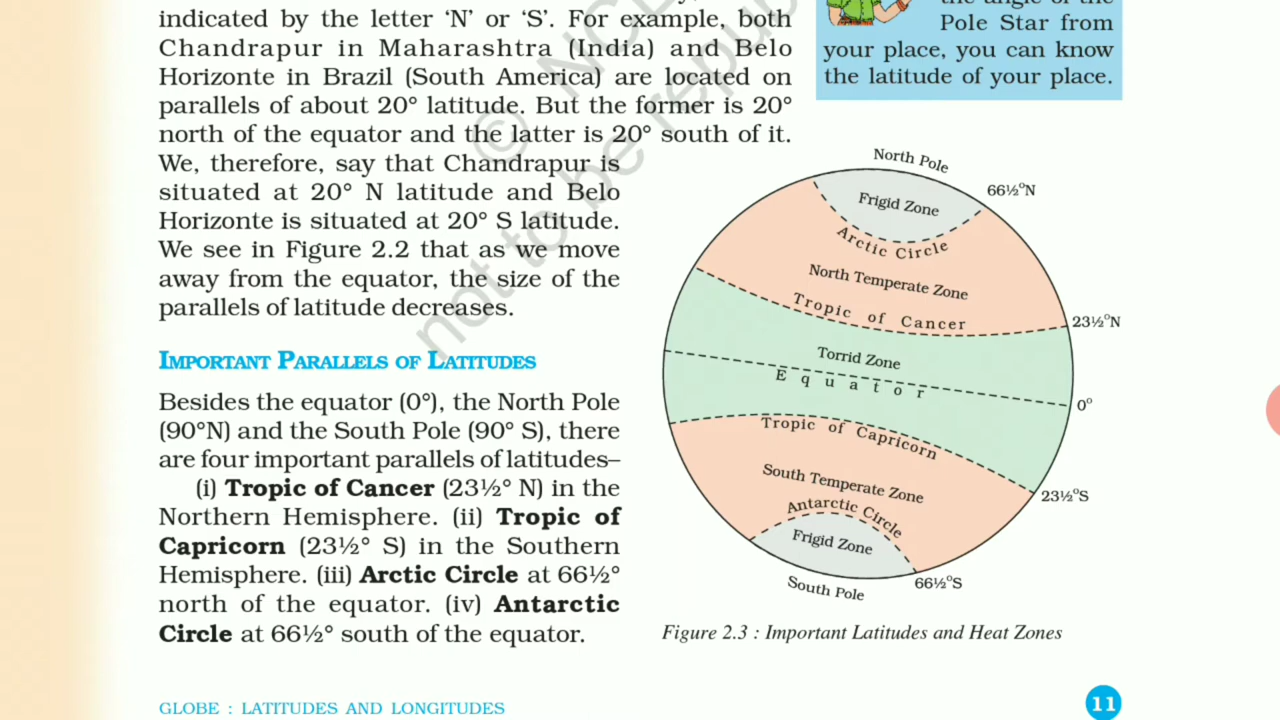 indicated by the letter ‘N’ or ‘S’. For example, both
Chandrapur in Maharashtra (India) and Belo
Horizonte in Brazil (South America) are located on
parallels of about 20° latitude. But the former is 20°
north of the equator and the latter is 20° south of it.
We, therefore, say that Chandrapur is
situated at 20° N latitude and Belo
Horizonte is situated at 20° S latitude.
We see in Figure 2.2 that as we move
away from the equator, the size of the
parallels of latitude decreases.
IMPORTANT PARALLELS OF LATITUDES
Besides the equator (0°), the North Pole
(90°N) and the South Pole (90° S), there
are four important parallels of latitudes–
(i) Tropic of Cancer (23½° N) in the
Northern Hemisphere. (ii) Tropic of
Capricorn (23½° S) in the Southern
Hemisphere. (iii) Arctic Circle at 66½°
north of the equator. (iv) Antarctic
Circle at 66½° south of the equator.
the angle of the
Pole Star from
your place, you can know
the latitude of your place.
North Pole
66½°N
Frigid Zone
Arctic Circle
North Temperate Zone
Tropic of Cancer
23½°N
Torrid Zone
Equator
0°
Tropic of Capricorn
South Temperate Zone
23½°S
Antarctic Circle
Frigid Zone
66½°S
South Pole
Figure 2.3 : Important Latitudes and Heat Zones
GLOBE : LATITUDES AND LONGITUDES
11
© NC
not to be repu